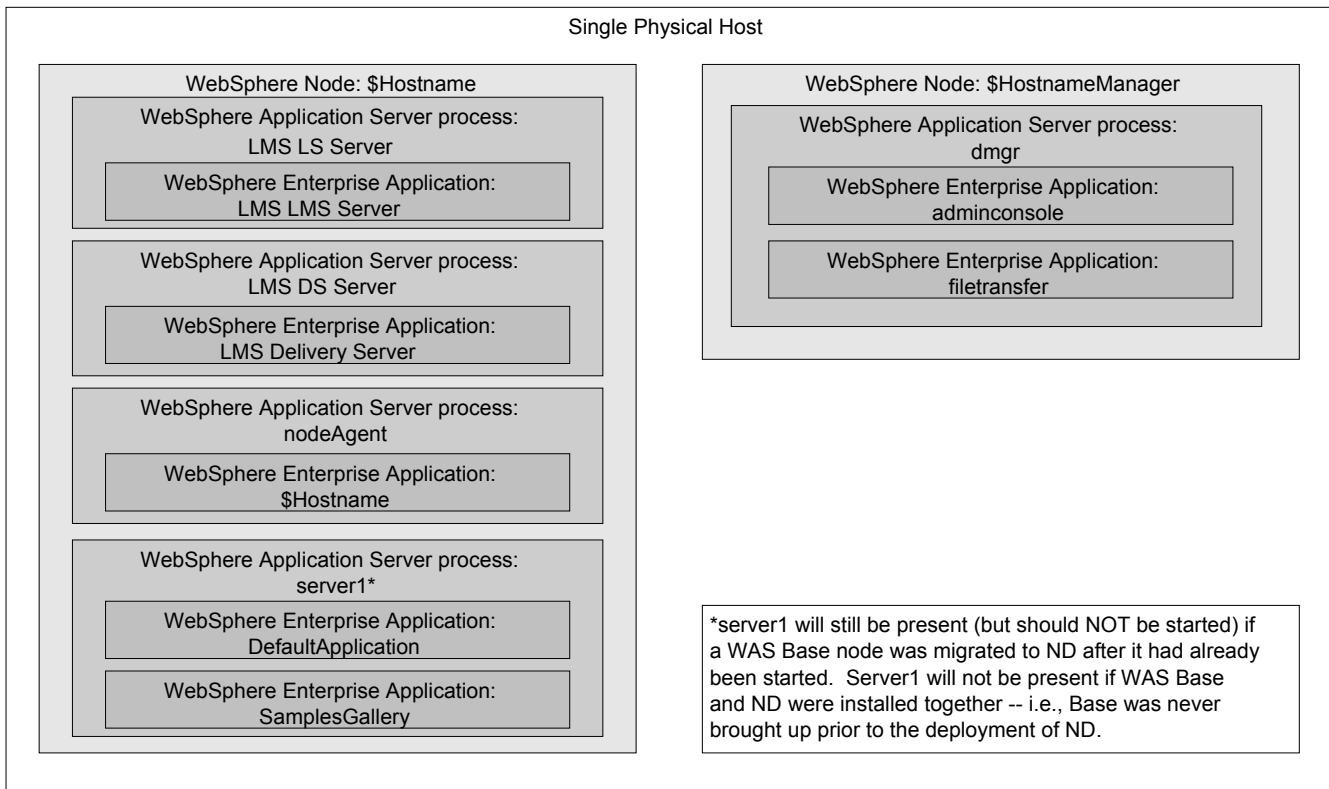 Single Physical Host
WebSphere Node: $Hostname
WebSphere Application Server process:
LMS LS Server
WebSphere Enterprise Application:
LMS LMS Server
WebSphere Application Server process:
LMS DS Server
WebSphere Enterprise Application:
LMS Delivery Server
WebSphere Application Server process:
nodeAgent
WebSphere Enterprise Application:
$Hostname
WebSphere Application Server process:
server1*
WebSphere Enterprise Application:
DefaultApplication
WebSphere Enterprise Application:
SamplesGallery
WebSphere Node: $HostnameManager
WebSphere Application Server process:
dmgr
WebSphere Enterprise Application:
adminconsole
WebSphere Enterprise Application:
filetransfer
*server1 will still be present (but should NOT be started) if
a WAS Base node was migrated to ND after it had already
been started.  Server1 will not be present if WAS Base
and ND were installed together -- i.e., Base was never
brought up prior to the deployment of ND.